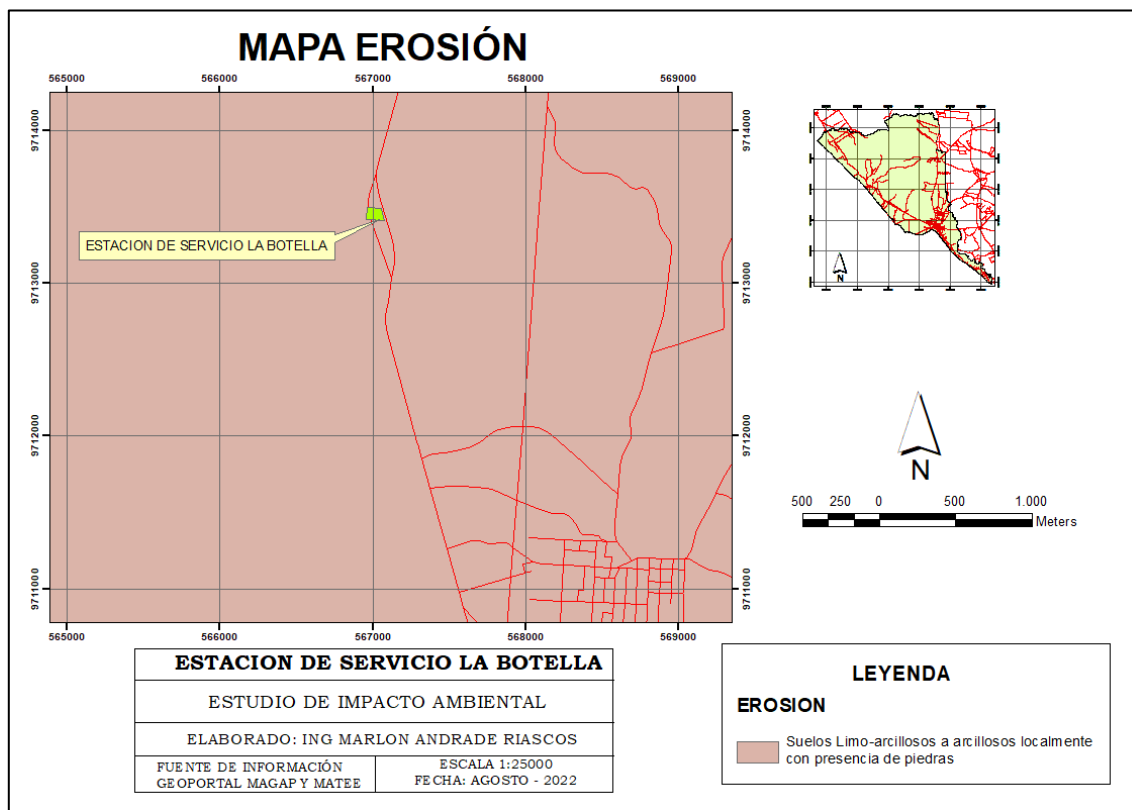 MAPA EROSIÓN
565000 566000 567000 568000 569000
9714000 9714000
ESTACION DE SERVICIO LA BOTELLA
9713000 9713000
9712000 9712000
9711000 9711000
565000 566000 567000 568000 569000
N
N
500 250 0 500 1.000
Meters
ESTACION DE SERVICIO LA BOTELLA
ESTUDIO DE IMPACTO AMBIENTAL
ELABORADO: ING MARLON ANDRADE RIASCOS
FUENTE DE INFORMACIÓN
GEOPORTAL MAGAP Y MATEE
ESCALA 1:25000
FECHA: AGOSTO - 2022
LEYENDA
EROSION
Suelos Limo-arcillosos a arcillosos localmente
con presencia de piedras